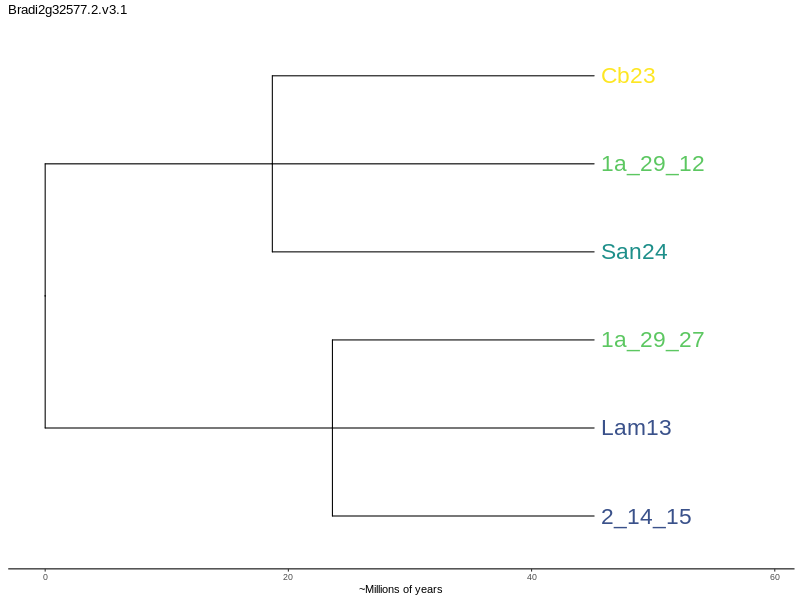 Bradi2g32577.2.v3.1
Cb23
1a_29_12
San24
1a_29_27
Lam13
2_14_15
0 20 40 60
~Millions of years